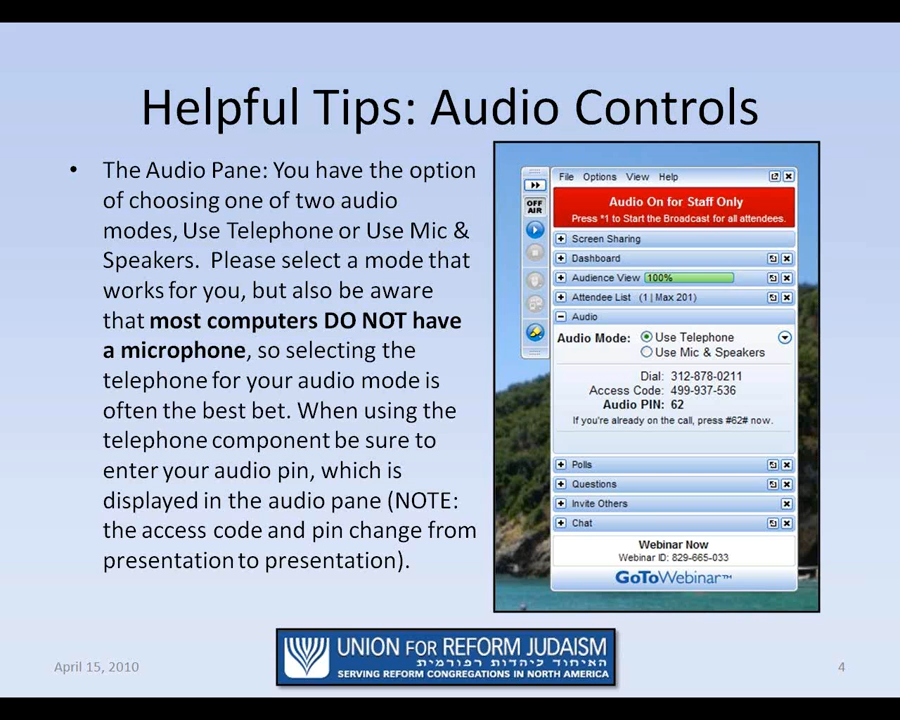 Helpful Tips: Audio Controls
• The Audio Pane: You have the option
of choosing one of two audio
modes, Use Telephone or Use Mic &
Speakers. Please select a mode that
works for you, but also be aware
that most computers DO NOT have
a microphone, so selecting the
telephone for your audio mode is
often the best bet. When using the
telephone component be sure to
enter your audio pin, which is
displayed in the audio pane (NOTE:
the access code and pin change from
presentation to presentation).
File Options View Help
OFF
AIR
Audio On for Staff Only
Press *1 to Start the Broadcast for all attendees.
Screen Sharing
Dashboard
Audience View 100%
Attendee List (1 | Max 201)
Audio
Audio Mode: Use Telephone
Use Mic & Speakers
Dial: 312-878-0211
Access Code: 499-937-536
Audio PIN: 62
If you're already on the call, press #62# now.
Polls
Questions
Invite Others
Chat
Webinar Now
Webinar ID: 829-665-033
GoToWebinar™
UNION FOR REFORM JUDAISM
האיחוד ליהדות רפורמית
SERVING REFORM CONGREGATIONS IN NORTH AMERICA
April 15, 2010
4